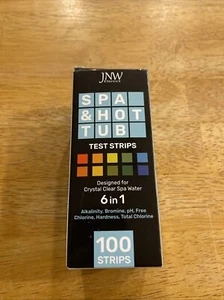 JNW
SPA
& HOT
TUB
TEST STRIPS
Designed for
Crystal Clear Spa Water
6 in 1
Alkalinity, Bromine, pH, Free
Chlorine, Hardness, Total Chlorine
100
STRIPS